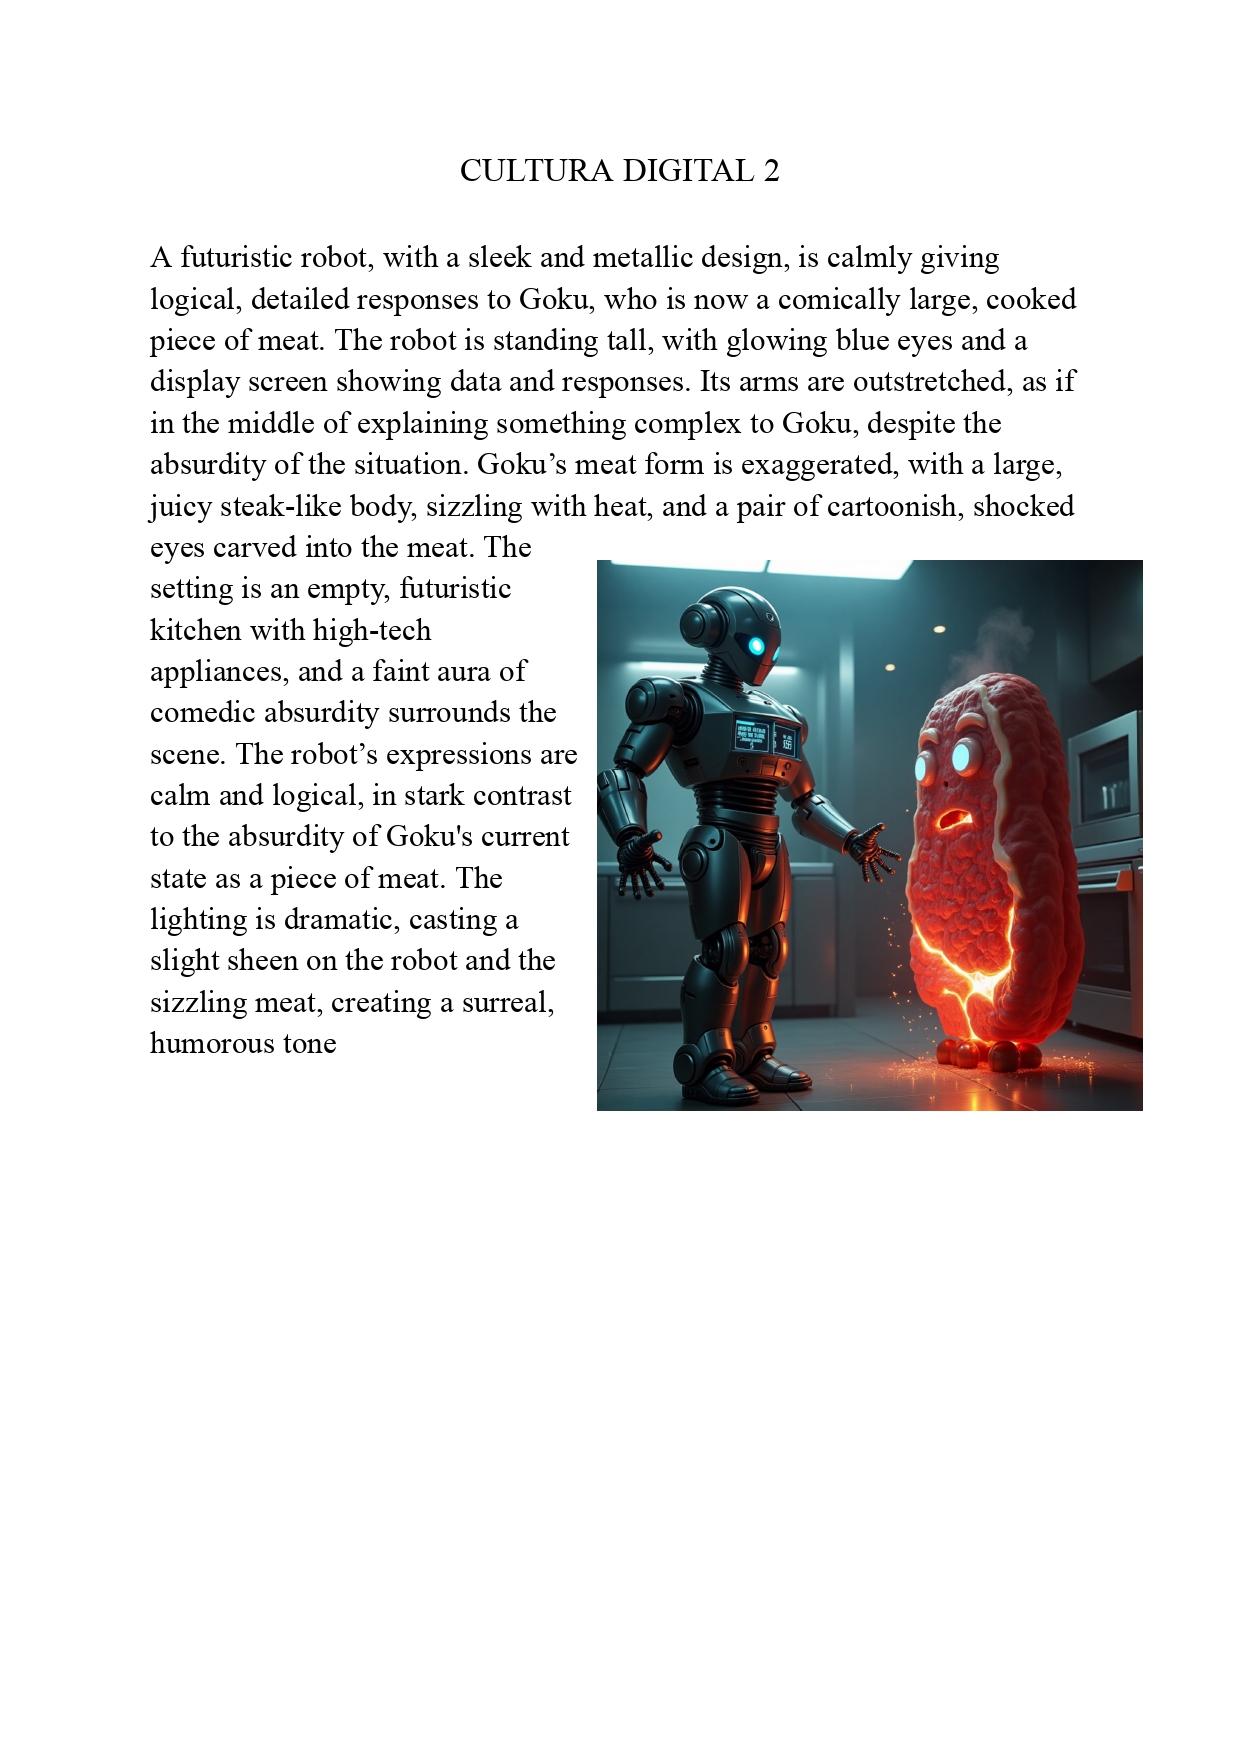 CULTURA DIGITAL 2
A futuristic robot, with a sleek and metallic design, is calmly giving
logical, detailed responses to Goku, who is now a comically large, cooked
piece of meat. The robot is standing tall, with glowing blue eyes and a
display screen showing data and responses. Its arms are outstretched, as if
in the middle of explaining something complex to Goku, despite the
absurdity of the situation. Goku’s meat form is exaggerated, with a large,
juicy steak-like body, sizzling with heat, and a pair of cartoonish, shocked
eyes carved into the meat. The
setting is an empty, futuristic
kitchen with high-tech
appliances, and a faint aura of
comedic absurdity surrounds the
scene. The robot’s expressions are
calm and logical, in stark contrast
to the absurdity of Goku's current
state as a piece of meat. The
lighting is dramatic, casting a
slight sheen on the robot and the
sizzling meat, creating a surreal,
humorous tone